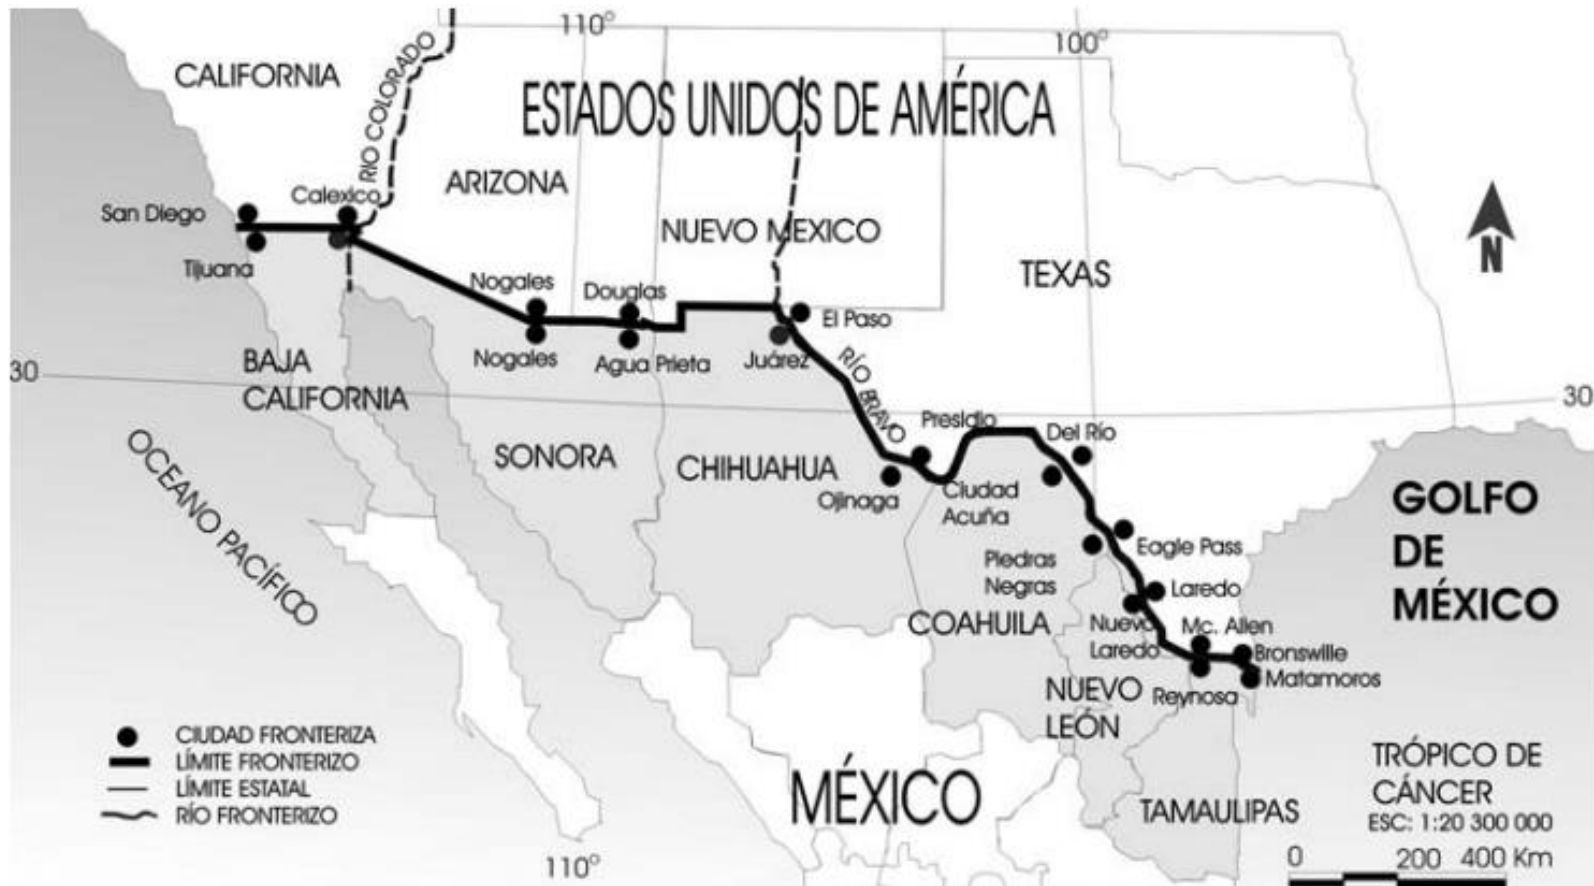 110°
100°
CALIFORNIA
RIO COLORADO
ESTADOS UNIDOS DE AMÉRICA
ARIZONA
Calexico
San Diego
NUEVO MEXICO
N
Tijuana
Nogales
Douglas
TEXAS
El Paso
Nogales
Agua Prieta
Juárez
RÍO BRAVO
30
BAJA
CALIFORNIA
30
Presidio
Del Río
OCEANO PACÍFICO
SONORA
CHIHUAHUA
Ojinaga
Ciudad
Acuña
GOLFO
DE
MÉXICO
Eagle Pass
Piedras
Negras
Laredo
COAHUILA
Nuevo
Laredo
Mc. Allen
Bronswille
Matamoros
Reynosa
NUEVO
LEÓN
CIUDAD FRONTERIZA
LÍMITE FRONTERIZO
LÍMITE ESTATAL
RÍO FRONTERIZO
MÉXICO
TAMAULIPAS
TRÓPICO DE
CÁNCER
ESC: 1:20 300 000
0 200 400 Km
110°